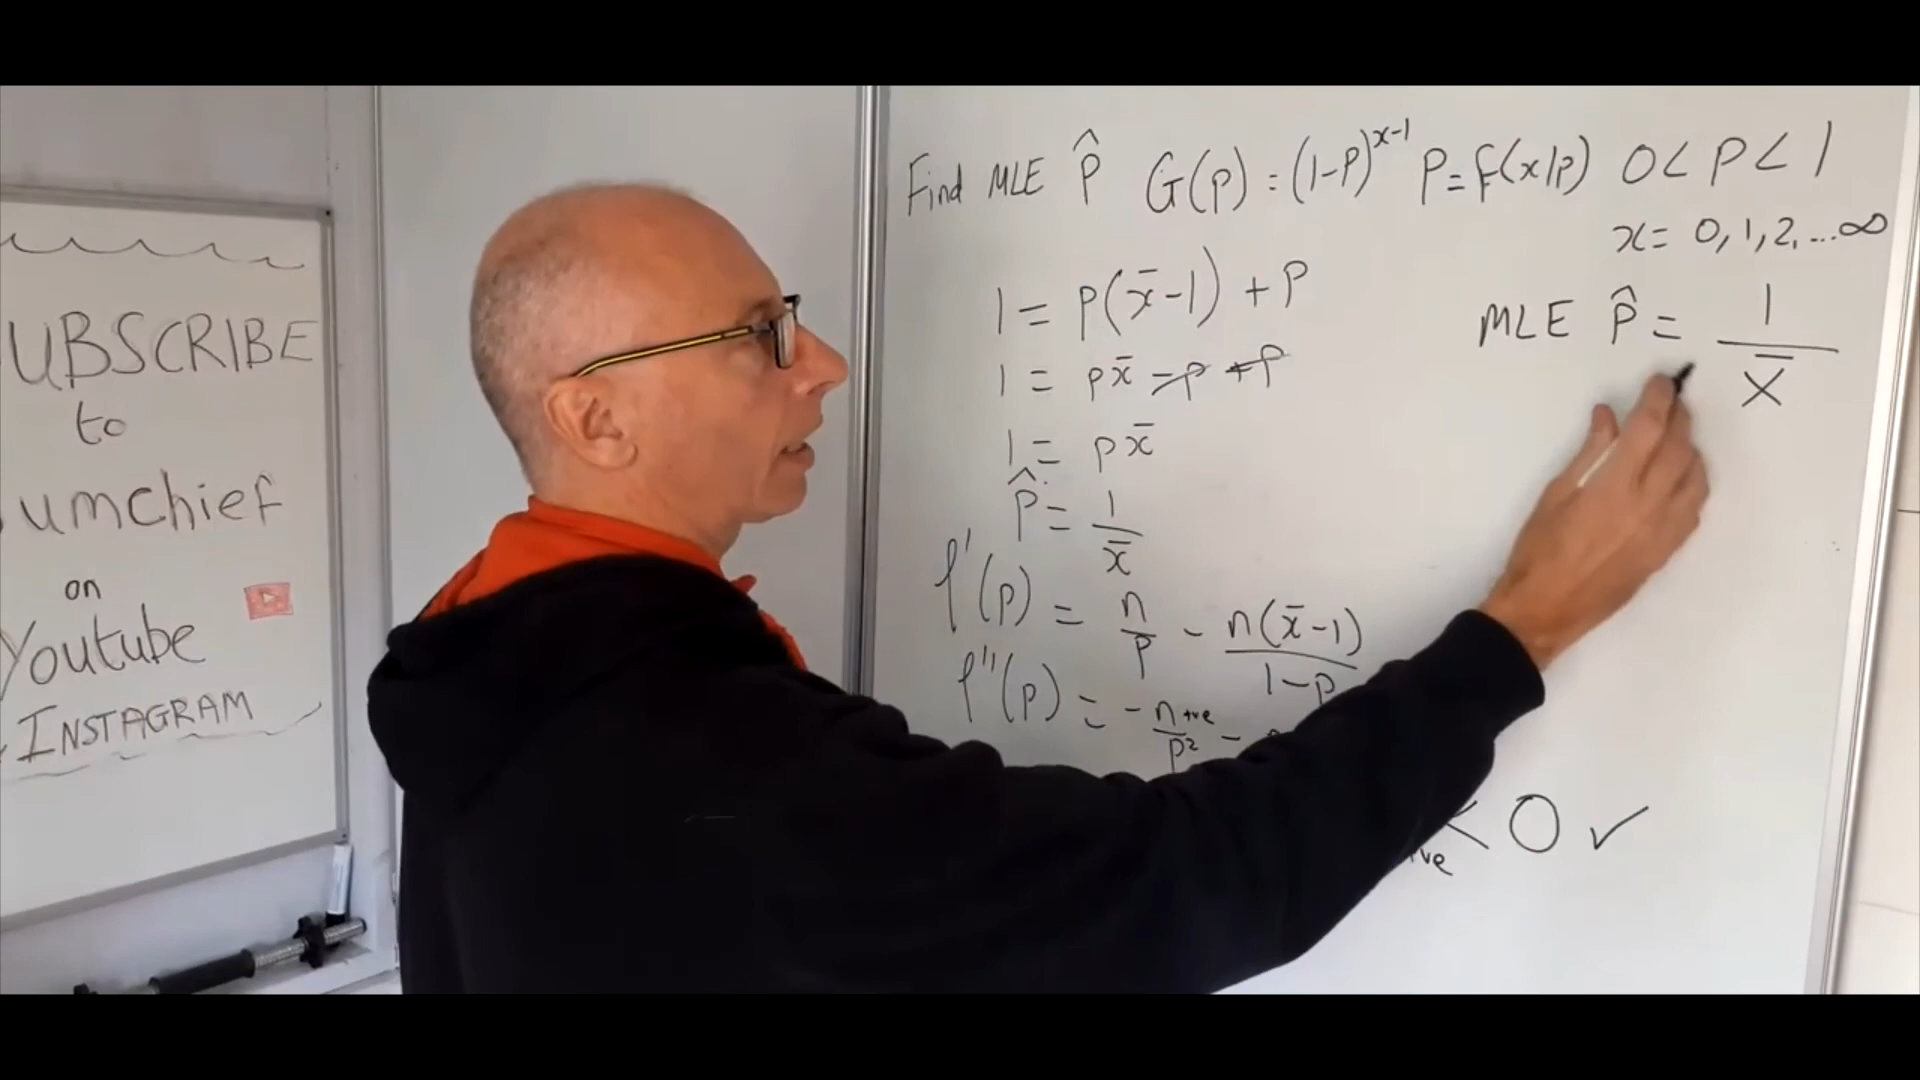 UBSCRIBE
to
umchief
on
Youtube
INSTAGRAM
Find MLE p̂ G(p) = (1-p)^{x-1} p = f(x|p) 0 < p < 1
x = 0, 1, 2, ... ∞
1 = p(x̄-1) + p
1 = px̄ - p + p
1 = px̄
p̂ = 1/x̄
l'(p) = n/p - n(x̄-1)/1-p
l''(p) = - n +ve/p² -
< 0 ✓
MLE p̂ = 1/X̄